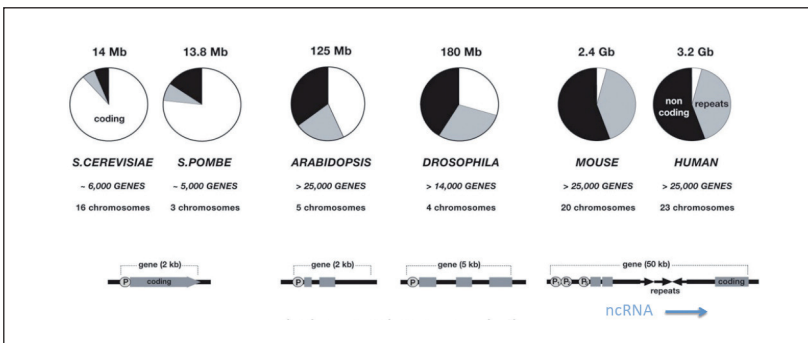 14 Mb 13.8 Mb 125 Mb 180 Mb 2.4 Gb 3.2 Gb
coding
non coding
repeats
S.CEREVISIAE S.POMBE ARABIDOPSIS DROSOPHILA MOUSE HUMAN
~ 6,000 GENES ~ 5,000 GENES > 25,000 GENES > 14,000 GENES > 25,000 GENES > 25,000 GENES
16 chromosomes 3 chromosomes 5 chromosomes 4 chromosomes 20 chromosomes 23 chromosomes
gene (2 kb) gene (2 kb) gene (5 kb) gene (50 kb)
P coding P P P₁ P₂ P₃ coding
repeats
ncRNA